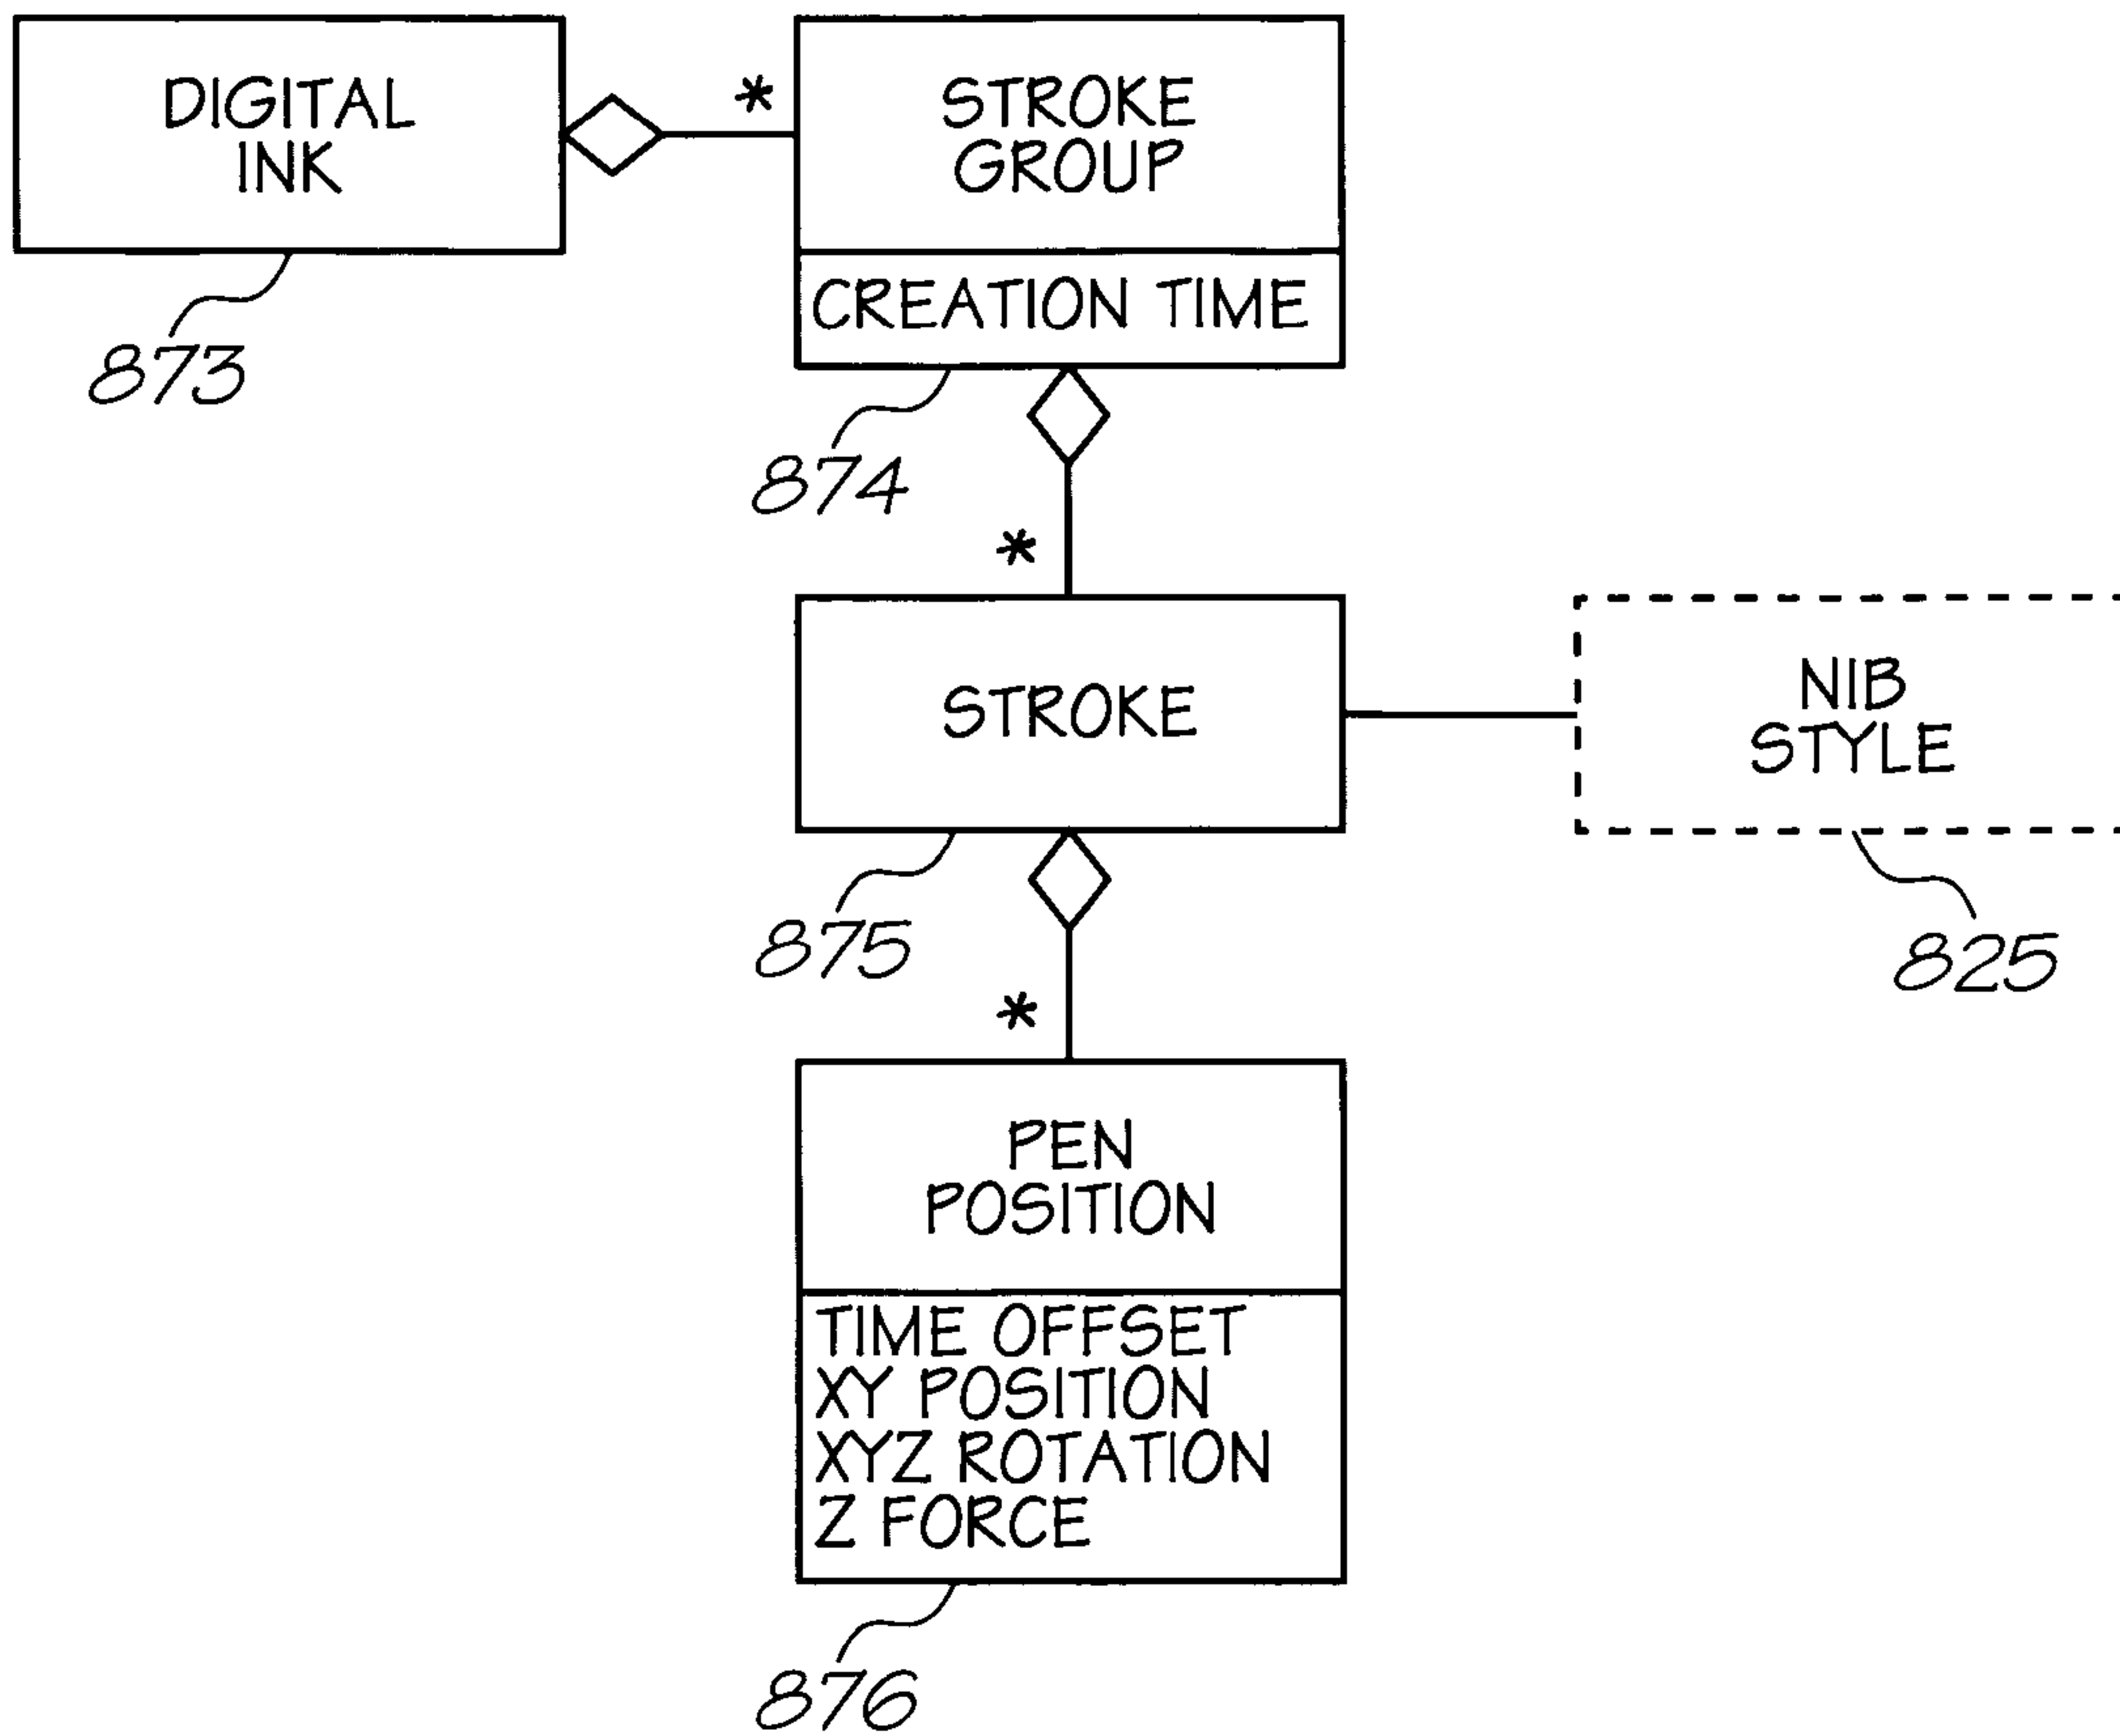 DIGITAL
INK
*
STROKE
GROUP
CREATION TIME
873
874
*
STROKE
NIB
STYLE
875
825
*
PEN
POSITION
TIME OFFSET
XY POSITION
XYZ ROTATION
Z FORCE
876